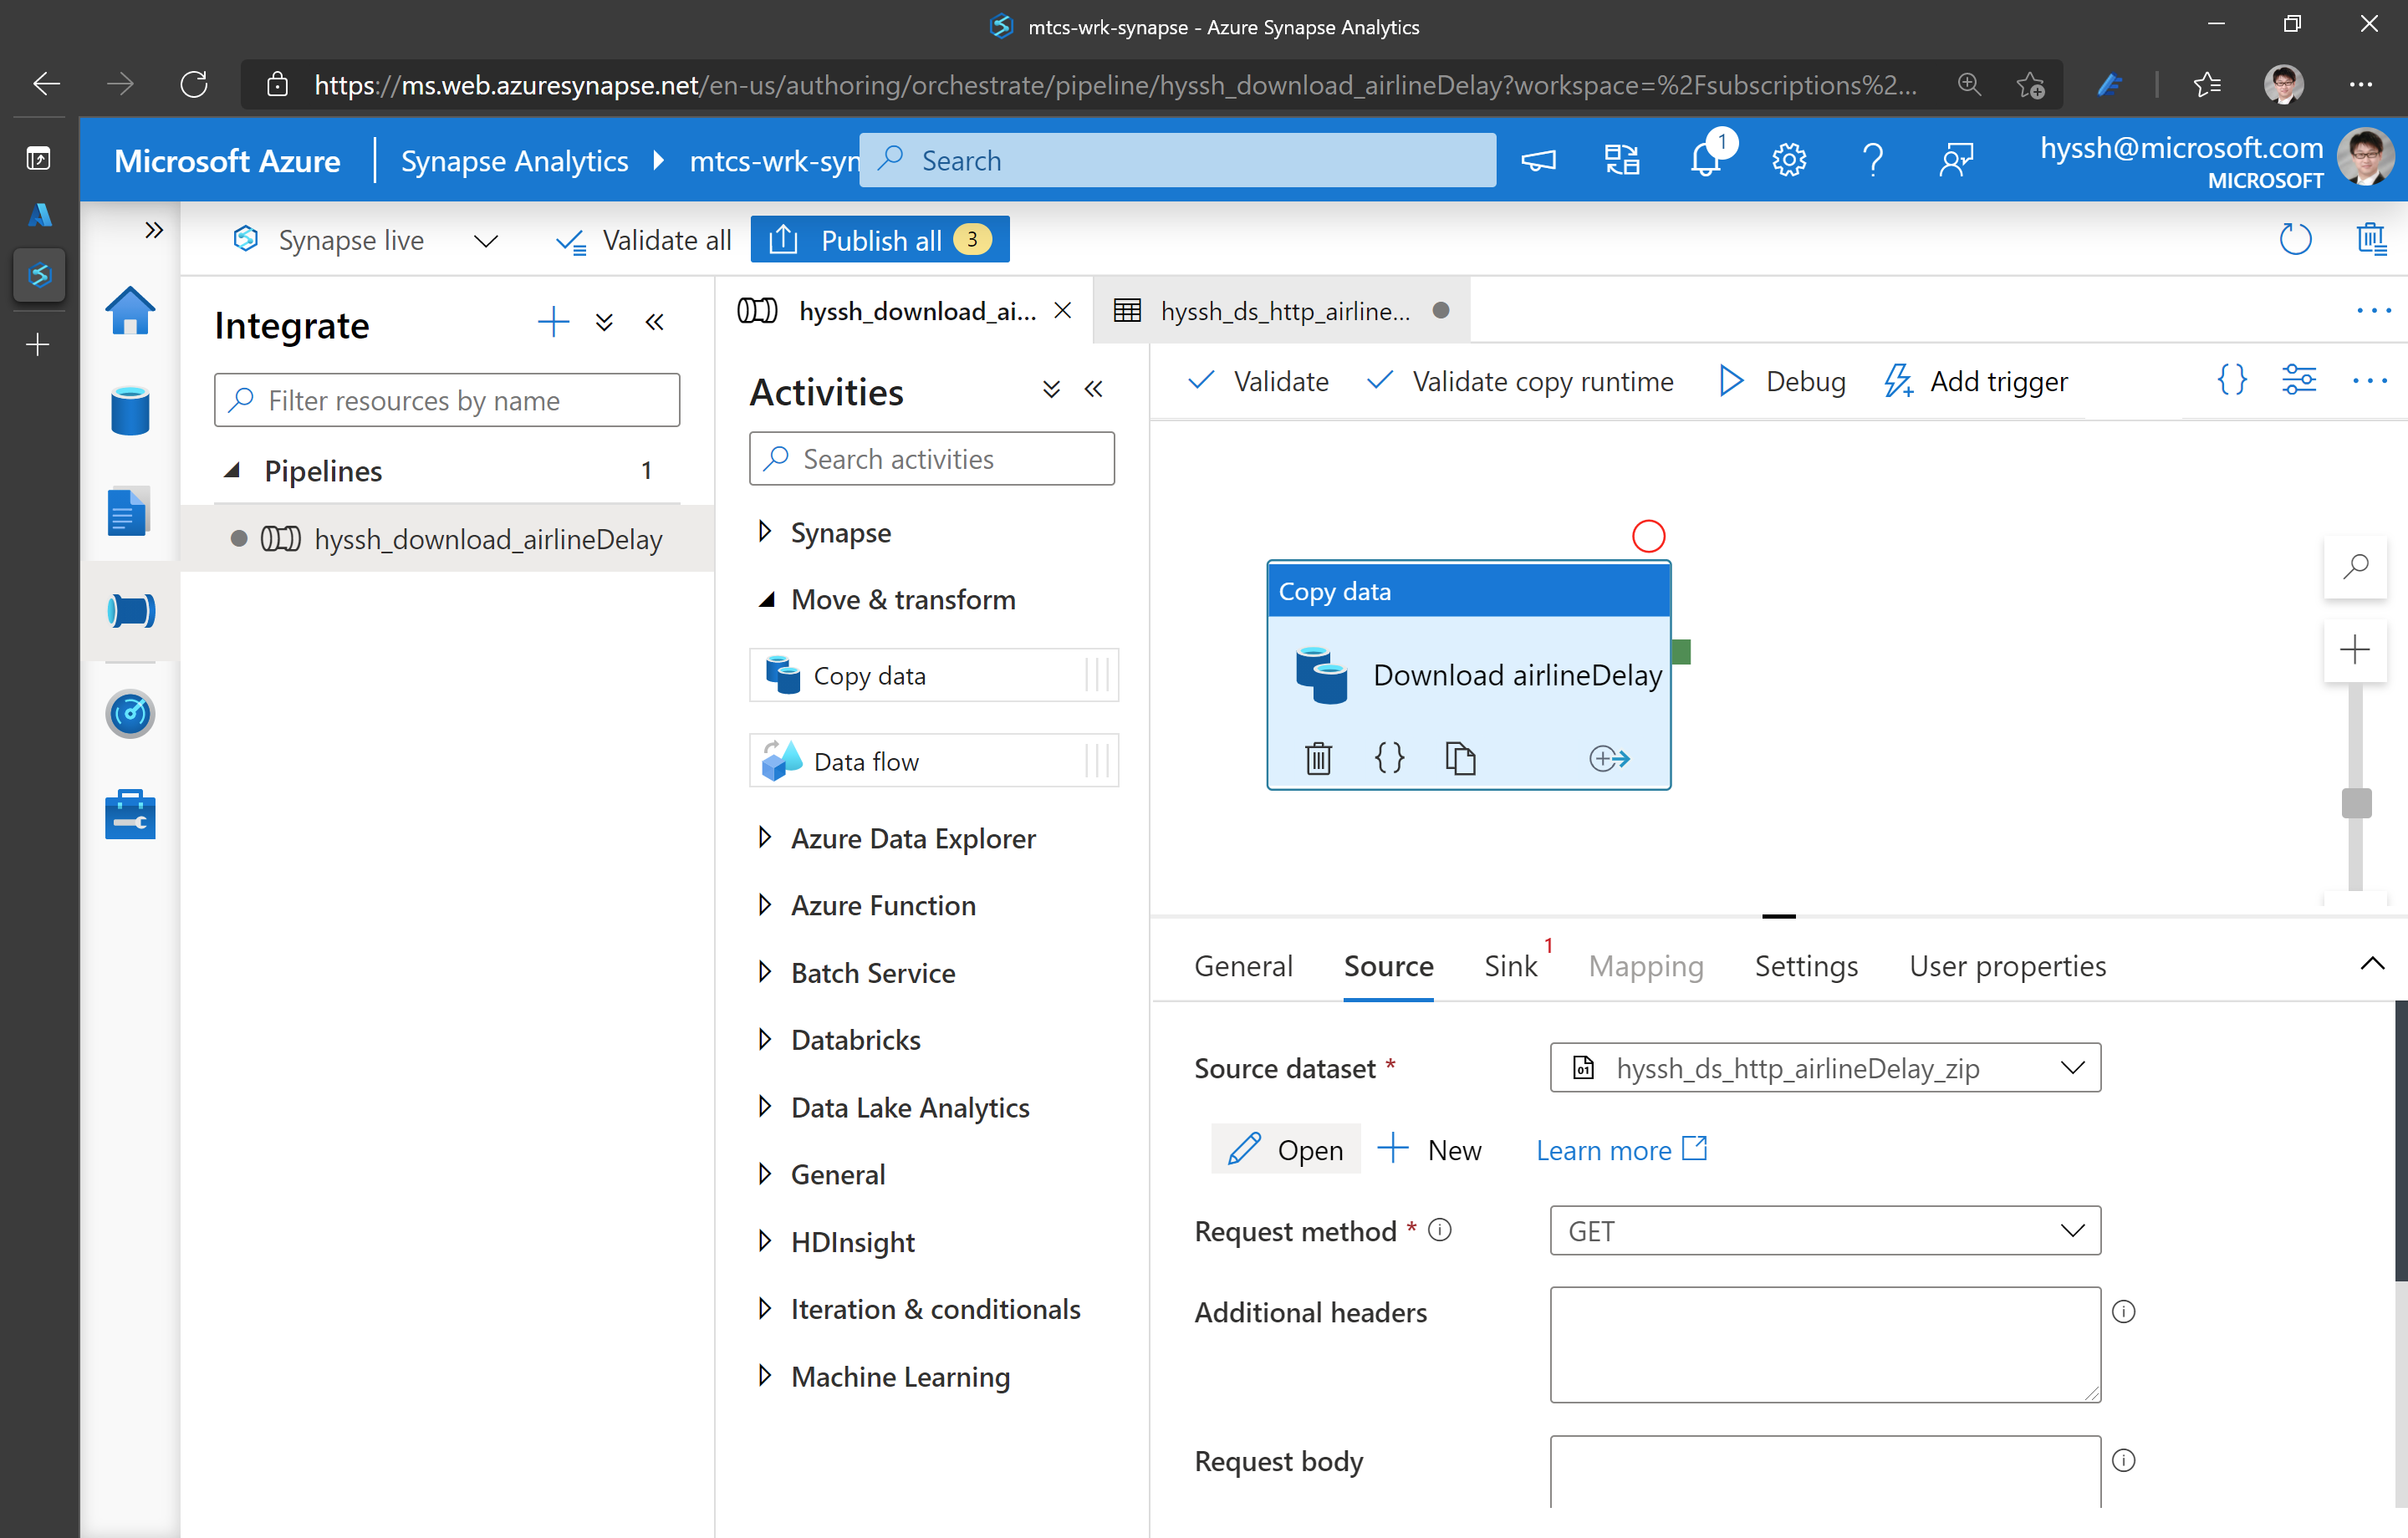 mtcs-wrk-synapse - Azure Synapse Analytics
https://ms.web.azuresynapse.net/en-us/authoring/orchestrate/pipeline/hyssh_download_airlineDelay?workspace=%2Fsubscriptions%2...
Microsoft Azure
Synapse Analytics
mtcs-wrk-syn
Search
1
hyssh@microsoft.com
MICROSOFT
Synapse live
Validate all
Publish all 3
Integrate
Filter resources by name
Pipelines 1
hyssh_download_airlineDelay
hyssh_download_ai...
hyssh_ds_http_airline...
Activities
Search activities
Synapse
Move & transform
Copy data
Data flow
Azure Data Explorer
Azure Function
Batch Service
Databricks
Data Lake Analytics
General
HDInsight
Iteration & conditionals
Machine Learning
Validate
Validate copy runtime
Debug
Add trigger
Copy data
Download airlineDelay
General
Source
Sink 1
Mapping
Settings
User properties
Source dataset *
hyssh_ds_http_airlineDelay_zip
Open
New
Learn more
Request method *
GET
Additional headers
Request body